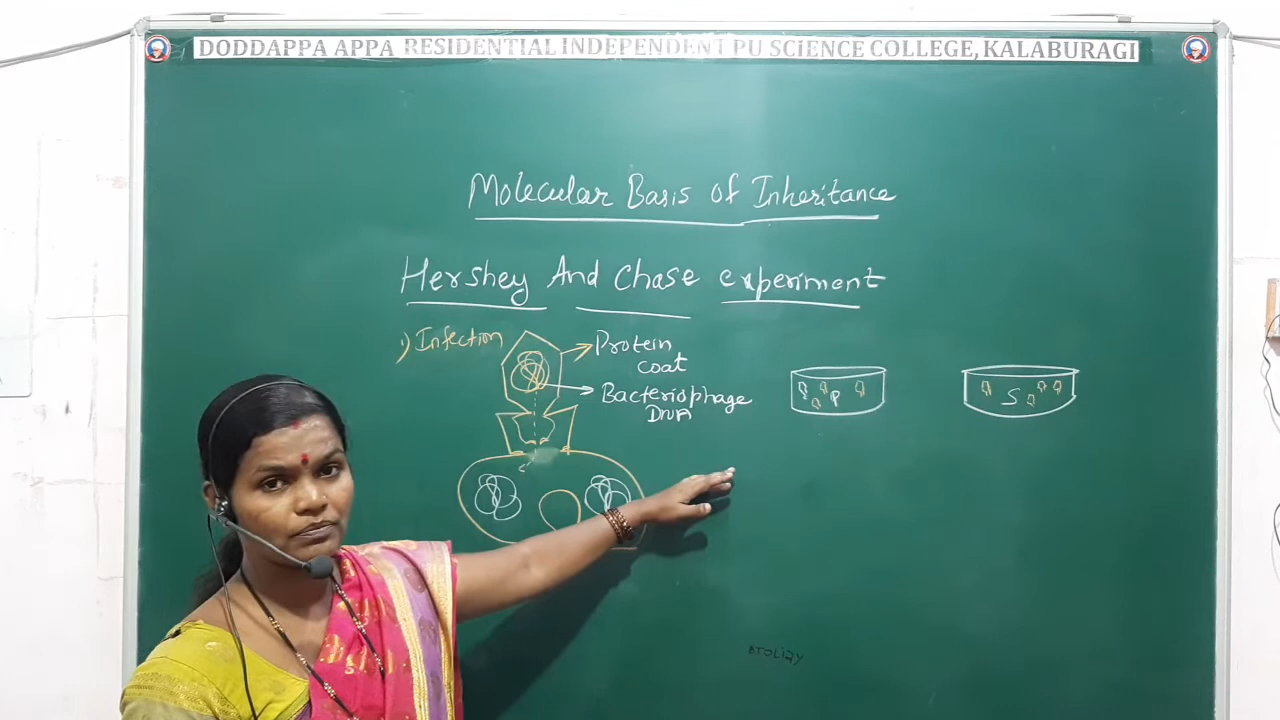 DODDAPPA APPA RESIDENTIAL INDEPENDENT PU SCIENCE COLLEGE, KALABURAGI
Molecular Basis of Inheritance
Hershey And Chase experiment
1) Infection
Protein
coat
Bacteriophage
DNA
P
S